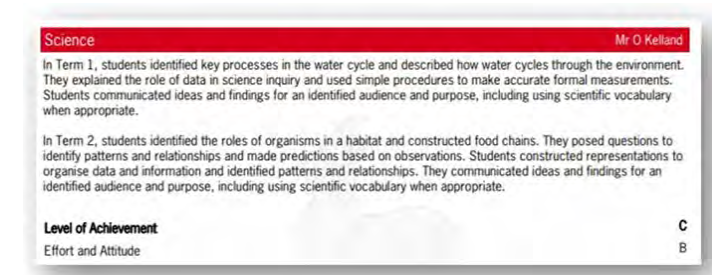 Science Mr O Kelland
In Term 1, students identified key processes in the water cycle and described how water cycles through the environment.
They explained the role of data in science inquiry and used simple procedures to make accurate formal measurements.
Students communicated ideas and findings for an identified audience and purpose, including using scientific vocabulary
when appropriate.
In Term 2, students identified the roles of organisms in a habitat and constructed food chains. They posed questions to
identify patterns and relationships and made predictions based on observations. Students constructed representations to
organise data and information and identified patterns and relationships. They communicated ideas and findings for an
identified audience and purpose, including using scientific vocabulary when appropriate.
Level of Achievement C
Effort and Attitude B